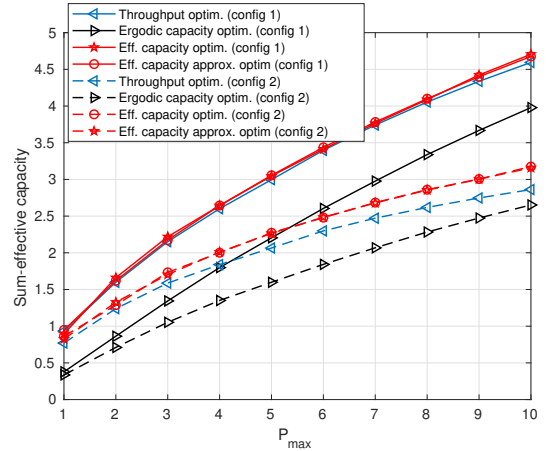 Throughput optim. (config 1)
Ergodic capacity optim. (config 1)
Eff. capacity optim. (config 1)
Eff. capacity approx. optim (config 1)
Throughput optim. (config 2)
Ergodic capacity optim. (config 2)
Eff. capacity optim. (config 2)
Eff. capacity approx. optim (config 2)
5
4.5
4
3.5
3
2.5
2
1.5
1
0.5
0
Sum-effective capacity
1 2 3 4 5 6 7 8 9 10
P_max